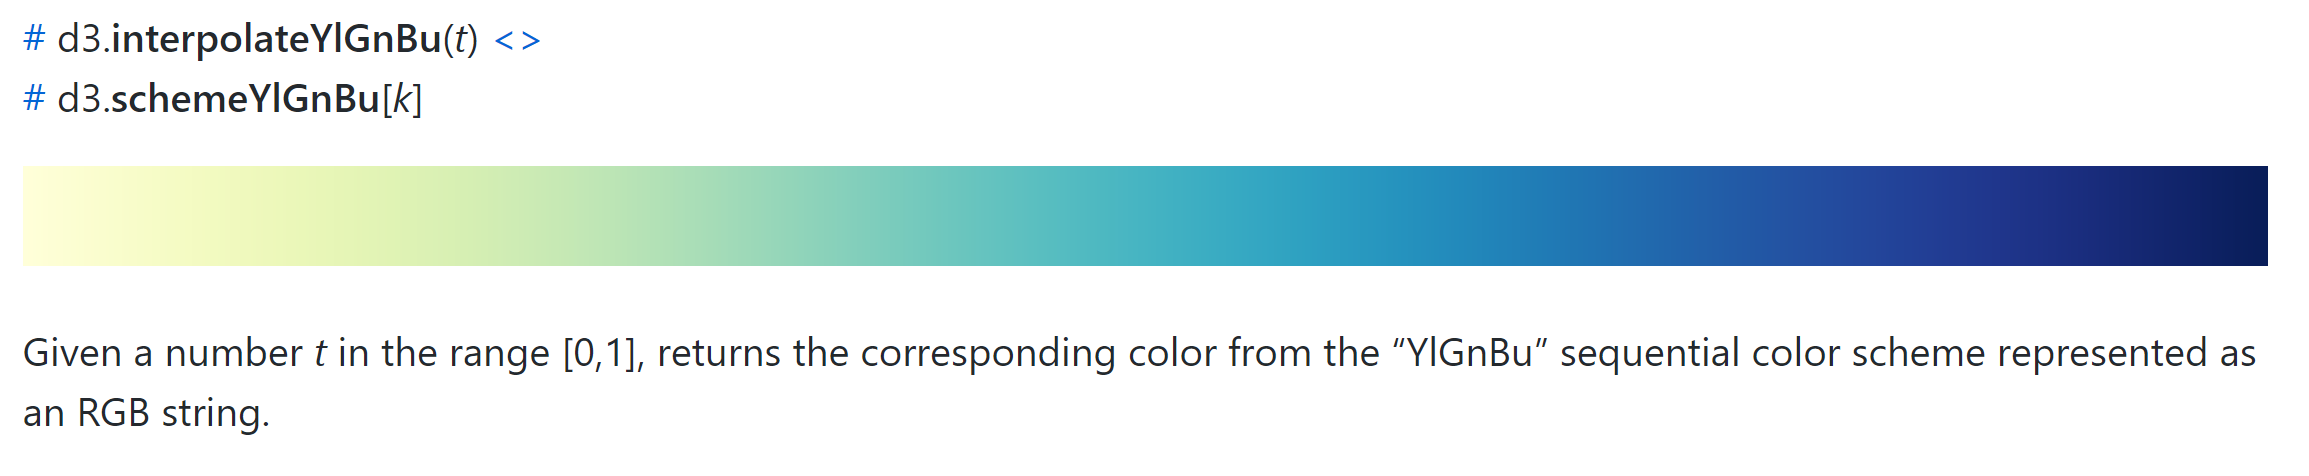 # d3.interpolateYlGnBu(t) <>
# d3.schemeYlGnBu[k]
Given a number t in the range [0,1], returns the corresponding color from the “YlGnBu” sequential color scheme represented as
an RGB string.